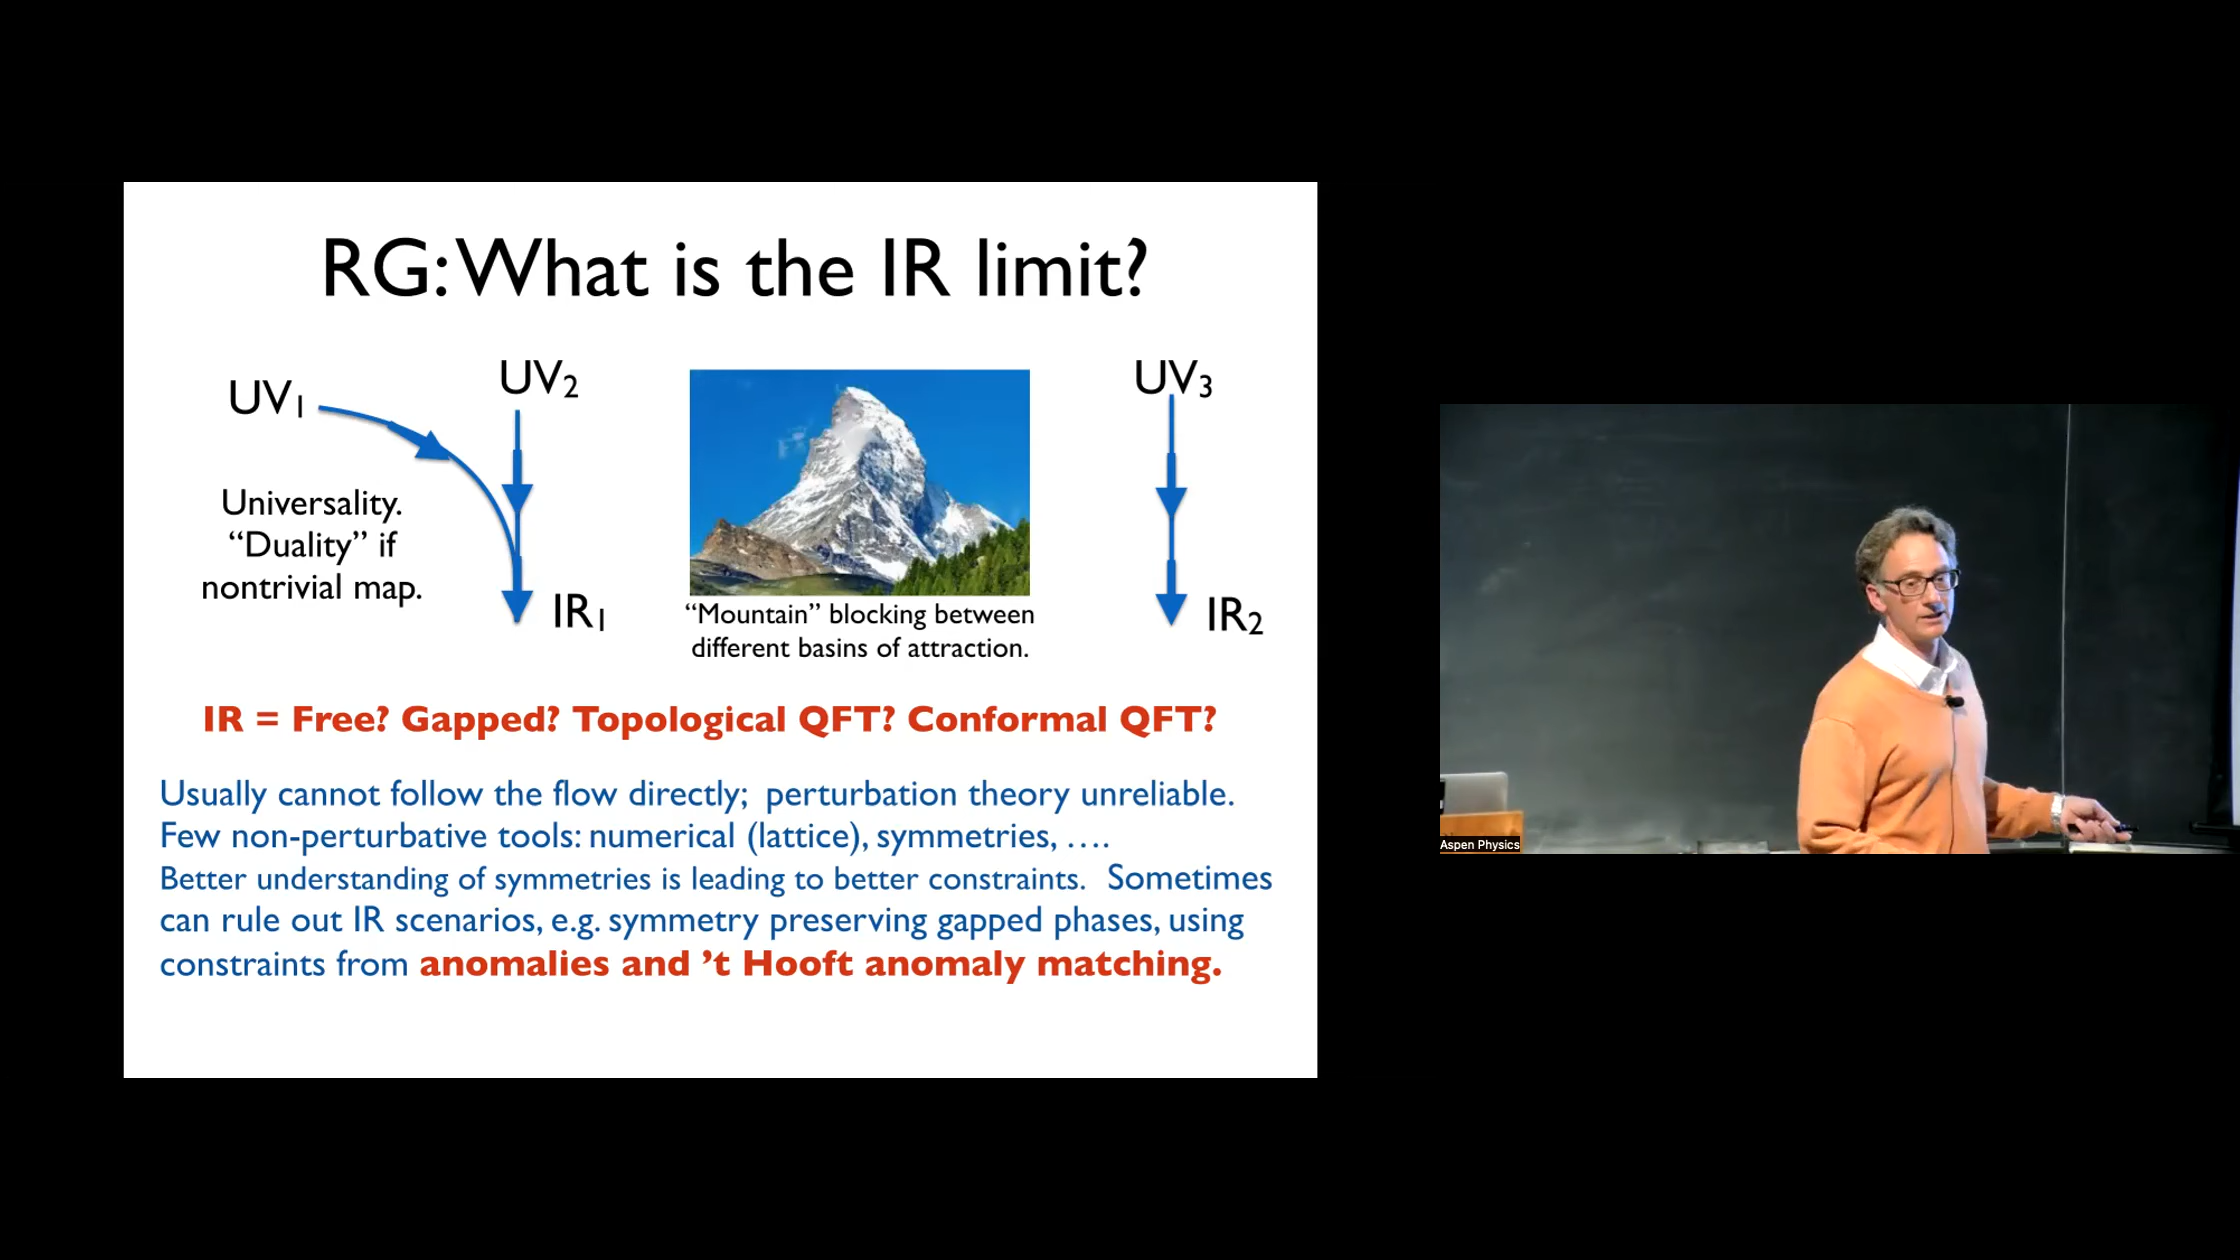 RG: What is the IR limit?
UV1
UV2
UV3
Universality.
“Duality” if
nontrivial map.
IR1
“Mountain” blocking between
different basins of attraction.
IR2
IR = Free? Gapped? Topological QFT? Conformal QFT?
Usually cannot follow the flow directly; perturbation theory unreliable.
Few non-perturbative tools: numerical (lattice), symmetries, ….
Better understanding of symmetries is leading to better constraints. Sometimes
can rule out IR scenarios, e.g. symmetry preserving gapped phases, using
constraints from anomalies and ’t Hooft anomaly matching.
Aspen Physics